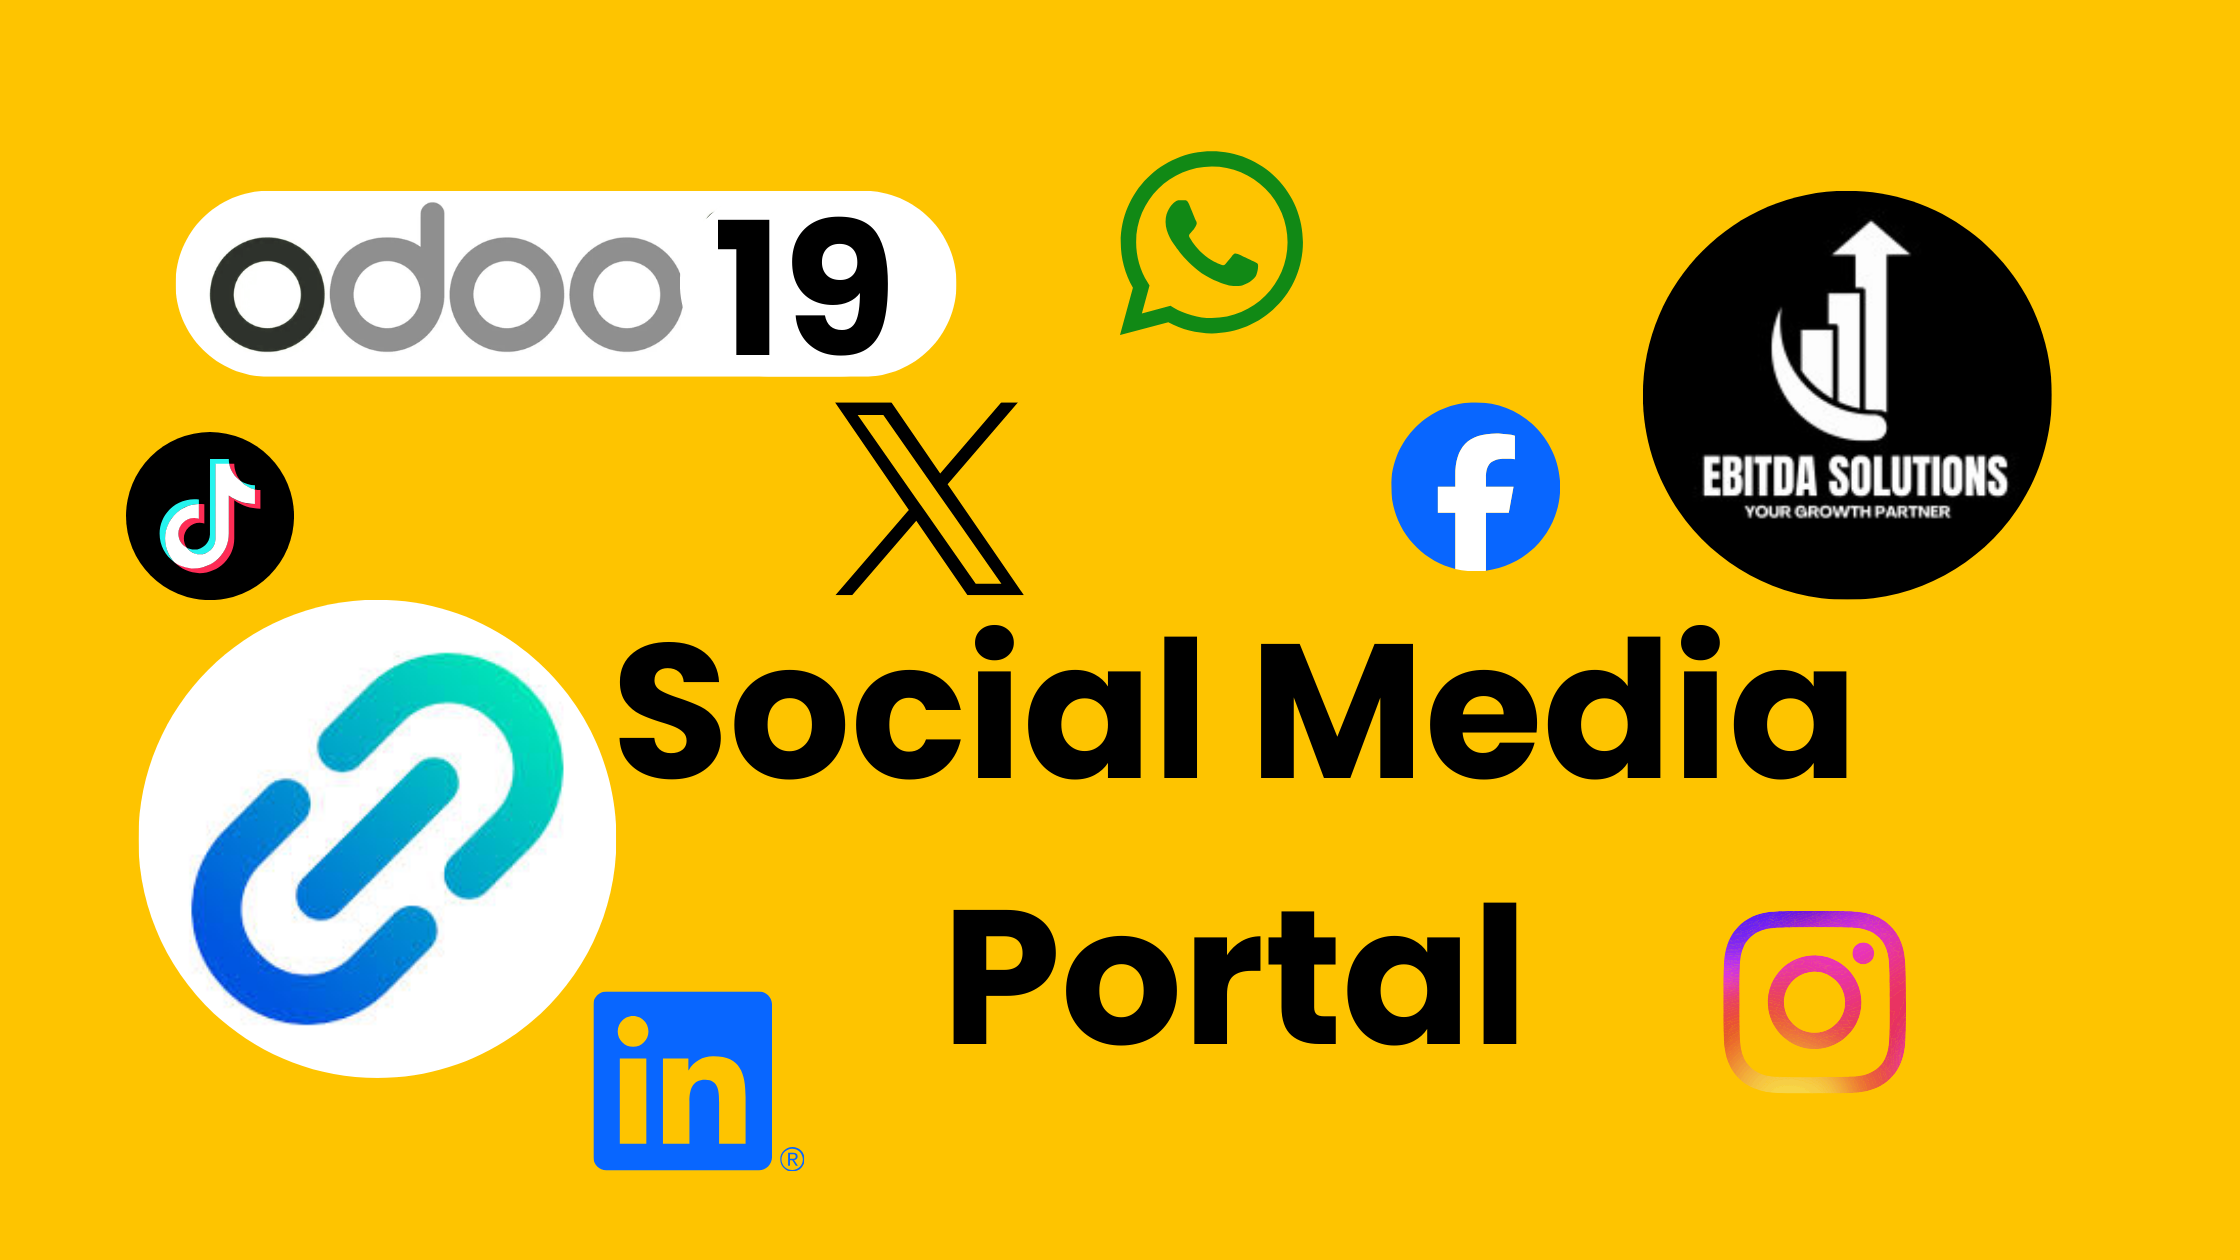 odoo 19
EBITDA SOLUTIONS
YOUR GROWTH PARTNER
Social Media
Portal
in
®